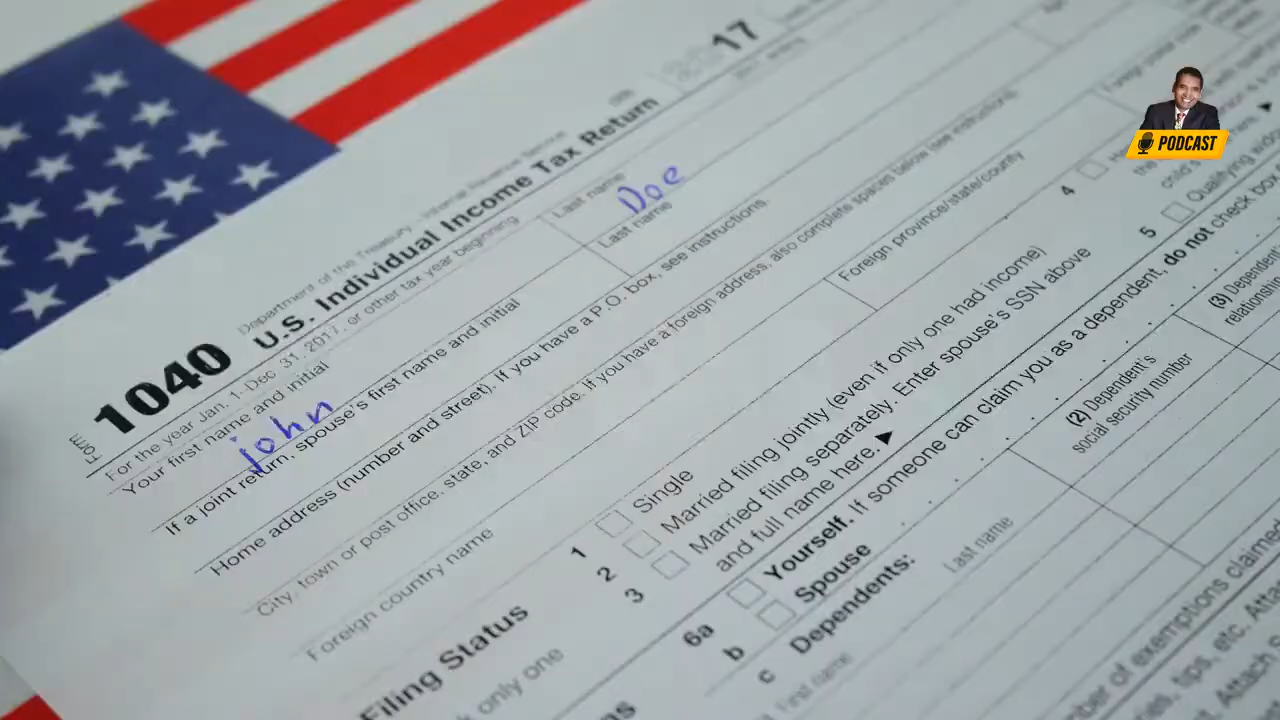 Department of the Treasury
Form 1040 U.S. Individual Income Tax Return 17
For the year Jan. 1-Dec. 31, 2017, or other tax year beginning
Your first name and initial Last name
john Doe
If a joint return, spouse's first name and initial Last name
Home address (number and street). If you have a P.O. box, see instructions.
City, town or post office, state, and ZIP code. If you have a foreign address, also complete spaces below (see instructions
Foreign country name Foreign province/state/county
Filing Status
only one
1 Single
2 Married filing jointly (even if only one had income)
3 Married filing separately. Enter spouse's SSN above
and full name here. ▶
4
5 Qualifying
6a Yourself. If someone can claim you as a dependent, do not check box
b Spouse
c Dependents:
First name Last name
(2) Dependent's
social security number
(3)
relationship
of exemptions claimed
tips, etc.
PODCAST